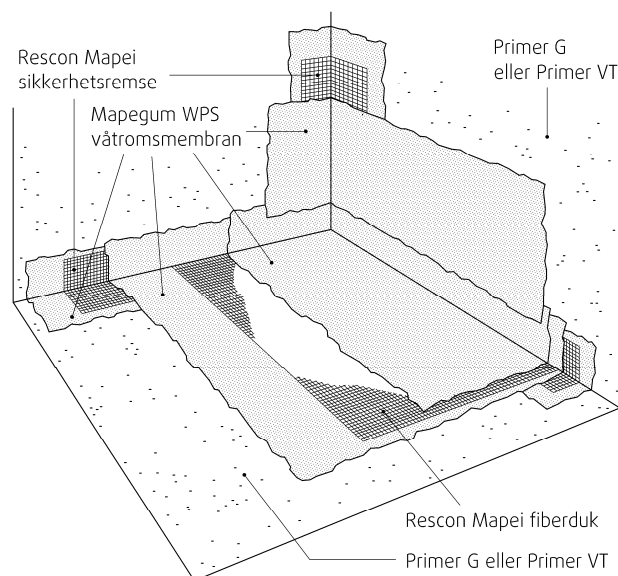 Rescon Mapei
sikkerhetsremse
Mapegum WPS
våtromsmembran
Primer G
eller Primer VT
Rescon Mapei fiberduk
Primer G eller Primer VT